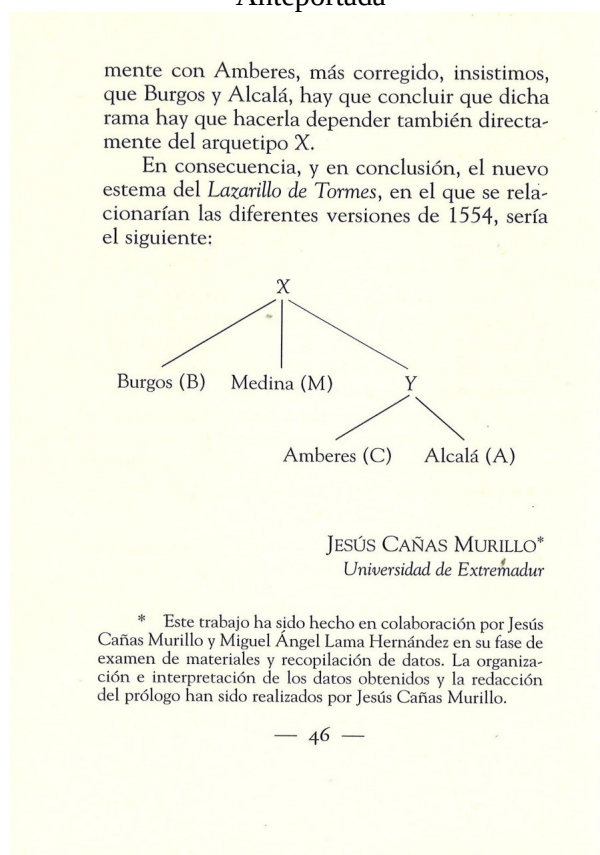 Anteportada
mente con Amberes, más corregido, insistimos,
que Burgos y Alcalá, hay que concluir que dicha
rama hay que hacerla depender también directa-
mente del arquetipo X.
En consecuencia, y en conclusión, el nuevo
estema del Lazarillo de Tormes, en el que se rela-
cionarían las diferentes versiones de 1554, sería
el siguiente:
X
Burgos (B) Medina (M) Y
Amberes (C) Alcalá (A)
JESÚS CAÑAS MURILLO*
Universidad de Extremadur
* Este trabajo ha sido hecho en colaboración por Jesús
Cañas Murillo y Miguel Ángel Lama Hernández en su fase de
examen de materiales y recopilación de datos. La organiza-
ción e interpretación de los datos obtenidos y la redacción
del prólogo han sido realizados por Jesús Cañas Murillo.
— 46 —